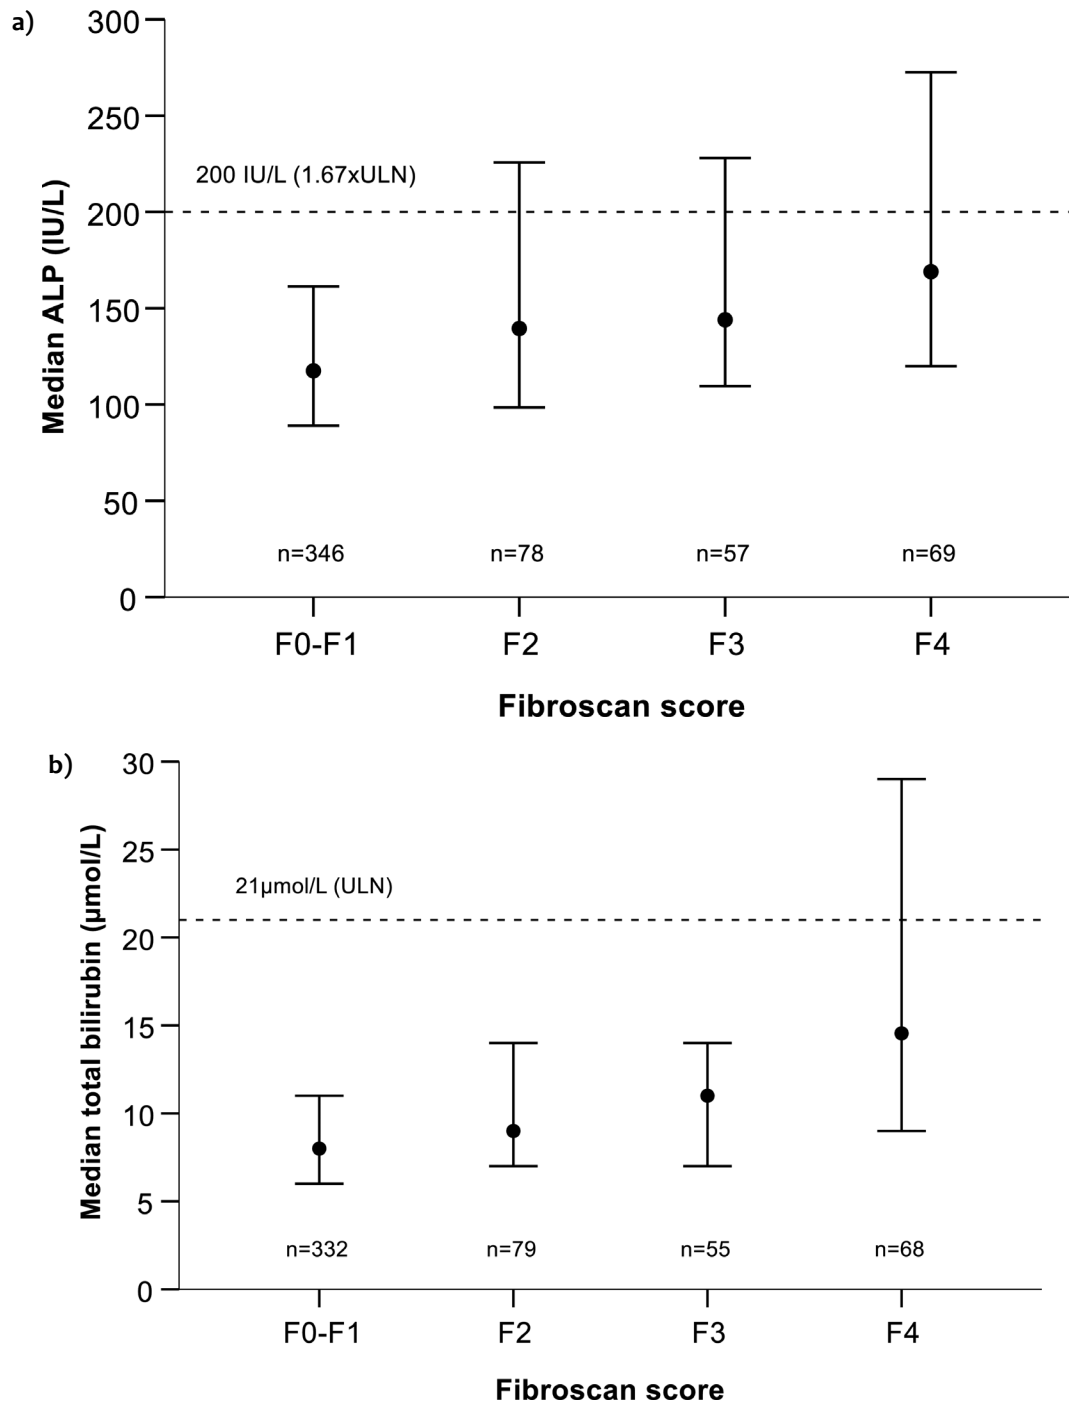 a)
300
250
200
150
100
50
0
Median ALP (IU/L)
200 IU/L (1.67xULN)
n=346 n=78 n=57 n=69
F0-F1 F2 F3 F4
Fibroscan score
b)
30
25
20
15
10
5
0
Median total bilirubin (μmol/L)
21μmol/L (ULN)
n=332 n=79 n=55 n=68
F0-F1 F2 F3 F4
Fibroscan score